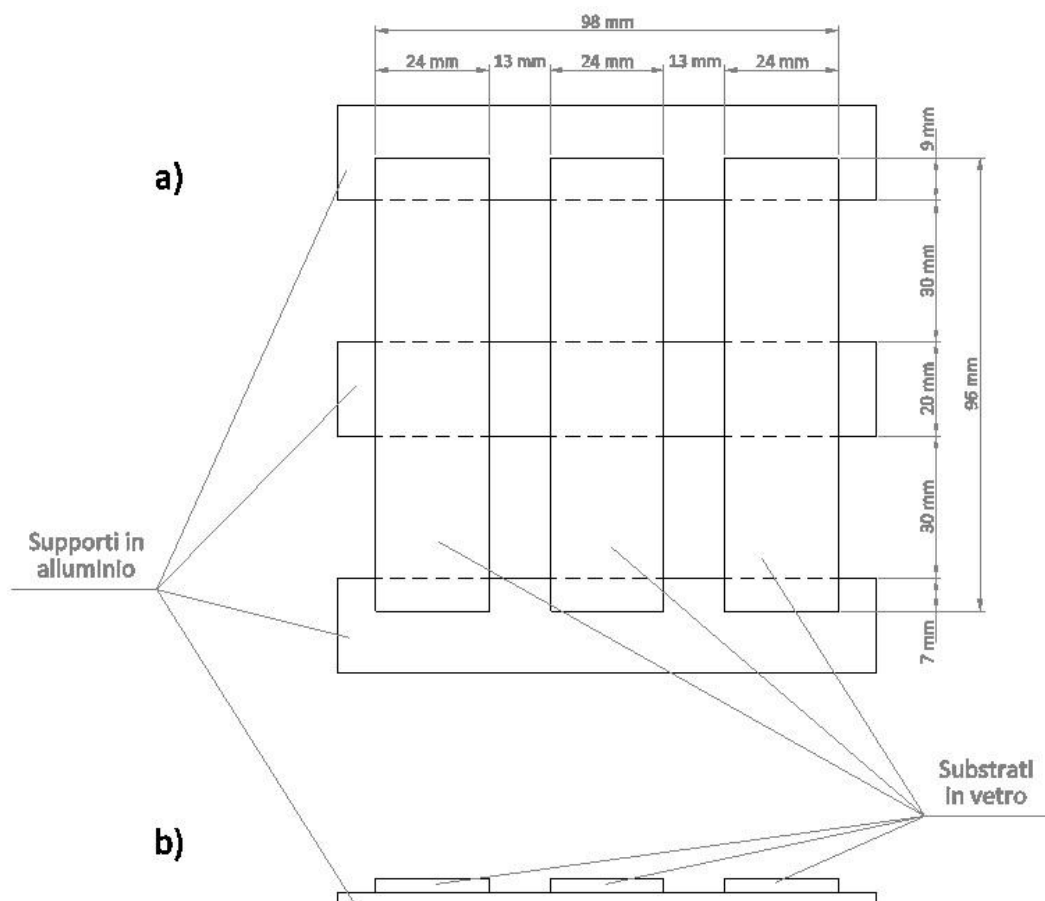 98 mm
24 mm 13 mm 24 mm 13 mm 24 mm
a)
9 mm
30 mm
20 mm
96 mm
30 mm
7 mm
Supporti in
alluminio
Substrati
in vetro
b)